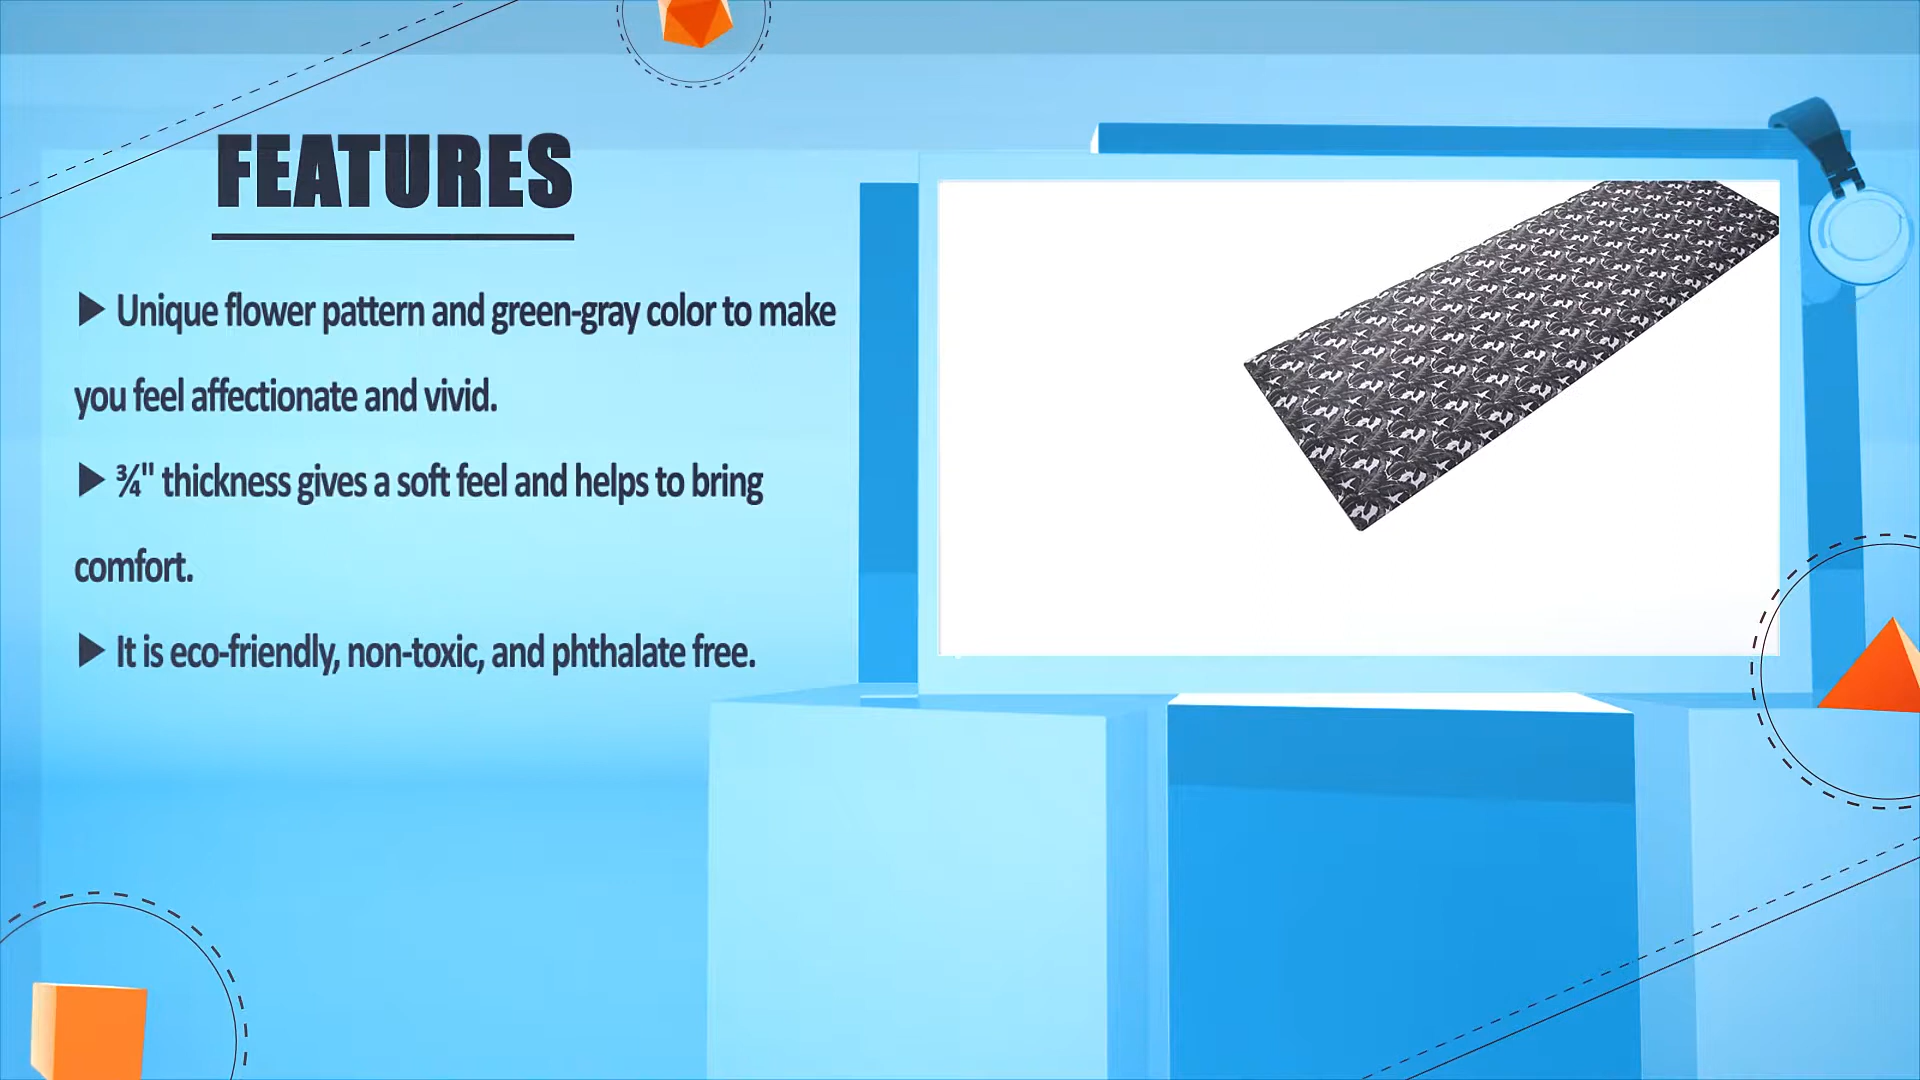 FEATURES
▶ Unique flower pattern and green-gray color to make
you feel affectionate and vivid.
▶ ¾" thickness gives a soft feel and helps to bring
comfort.
▶ It is eco-friendly, non-toxic, and phthalate free.